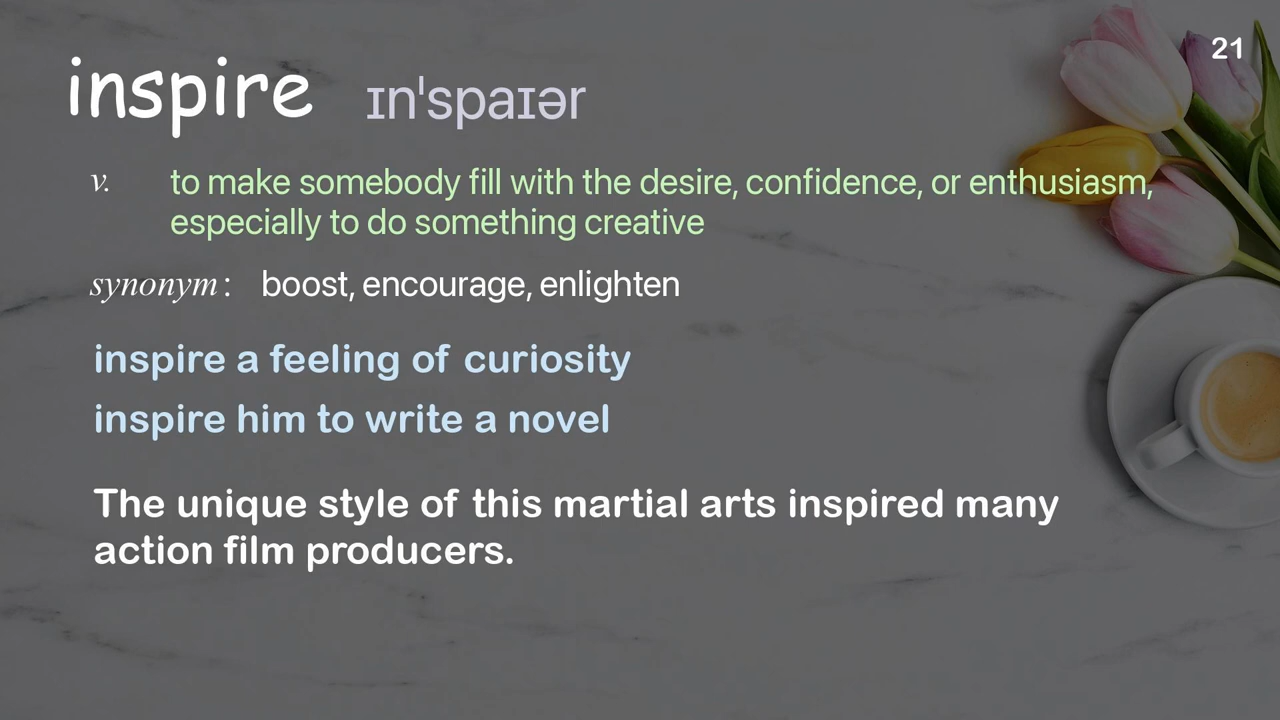 21
inspire ɪnˈspaɪər
v. to make somebody fill with the desire, confidence, or enthusiasm,
especially to do something creative
synonym : boost, encourage, enlighten
inspire a feeling of curiosity
inspire him to write a novel
The unique style of this martial arts inspired many
action film producers.